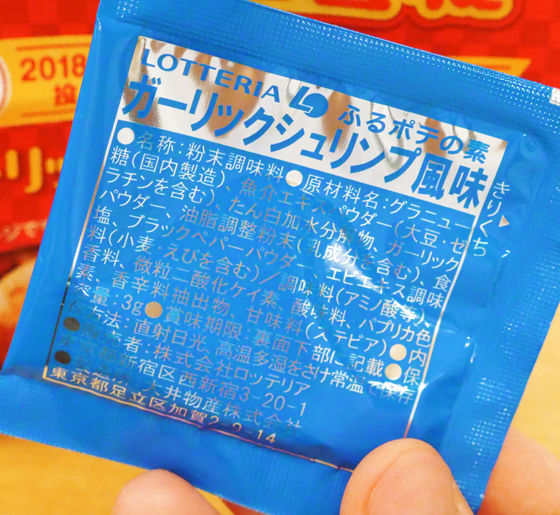 2018
LOTTERIA ふるポテの素
ガーリックシュリンプ風味
きりくち
●名称:粉末調味料●原材料名:グラニュー
糖(国内製造)、魚介エキスパウダー(大豆・ゼ
ラチンを含む)、たん白加水分解物、ガーリック
パウダー、油脂調整粉末(乳成分を含む)、食
塩、ブラックペッパーパウダー、エビエキス調味
料(小麦、えびを含む)/調味料(アミノ酸等)、
香料、微粒二酸化ケイ素、酸味料、パプリカ色
素、香辛料抽出物、甘味料(ステビア)●内
容量:3g●賞味期限:裏面下部に記載●保
方法:直射日光、高温多湿をさけ常温で保存
者:株式会社ロッテリア
新宿区西新宿3-20-1
大井物産株式会社
東京都足立区加賀2-2-14